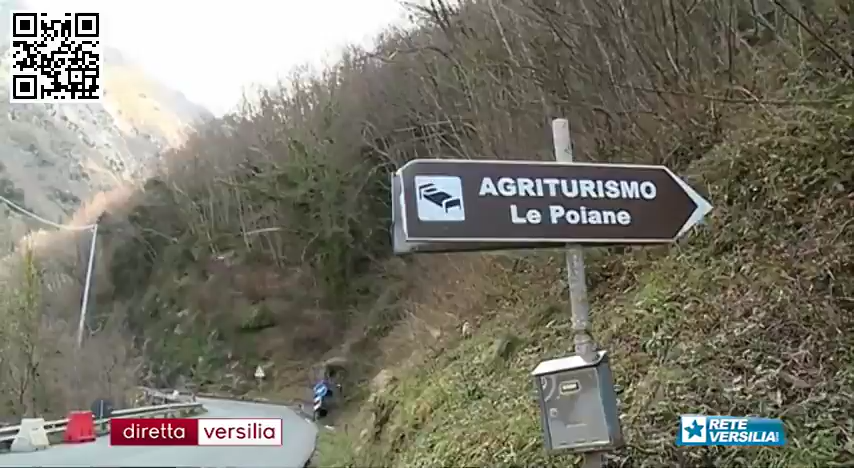 AGRITURISMO
Le Poiane
diretta versilia
RETE
VERSILIA